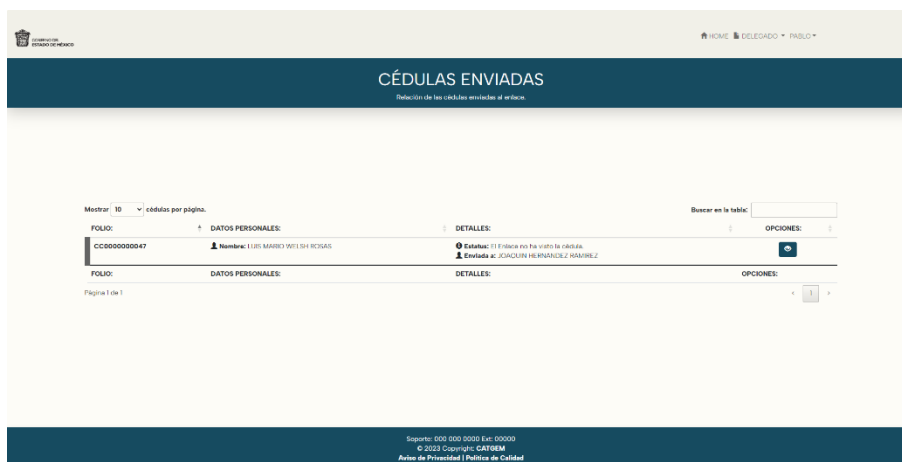 GOBIERNO DEL
ESTADO DE MÉXICO
HOME DELEGADO PABLO
CÉDULAS ENVIADAS
Relación de las cédulas enviadas al enlace.
Mostrar 10 cédulas por página.
Buscar en la tabla:
FOLIO: DATOS PERSONALES: DETALLES: OPCIONES:
CC0000000047 Nombre: LUIS MARIO WELSH ROSAS Estatus: El Enlace no ha visto la cédula.
Enviada a: JOAQUIN HERNANDEZ RAMIREZ
FOLIO: DATOS PERSONALES: DETALLES: OPCIONES:
Página 1 de 1
‹ 1 ›
Soporte: 000 000 0000 Ext: 00000
© 2023 Copyright: CATGEM
Aviso de Privacidad | Política de Calidad